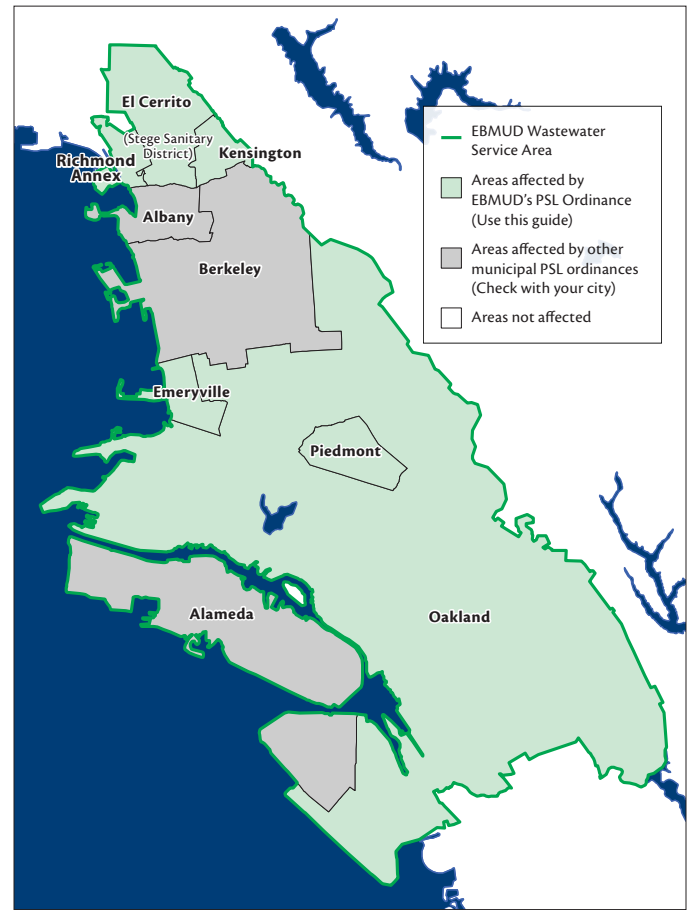 El Cerrito
(Stege Sanitary
District)
Kensington
Richmond
Annex
Albany
Berkeley
Emeryville
Piedmont
Alameda
Oakland
EBMUD Wastewater
Service Area
Areas affected by
EBMUD's PSL Ordinance
(Use this guide)
Areas affected by other
municipal PSL ordinances
(Check with your city)
Areas not affected